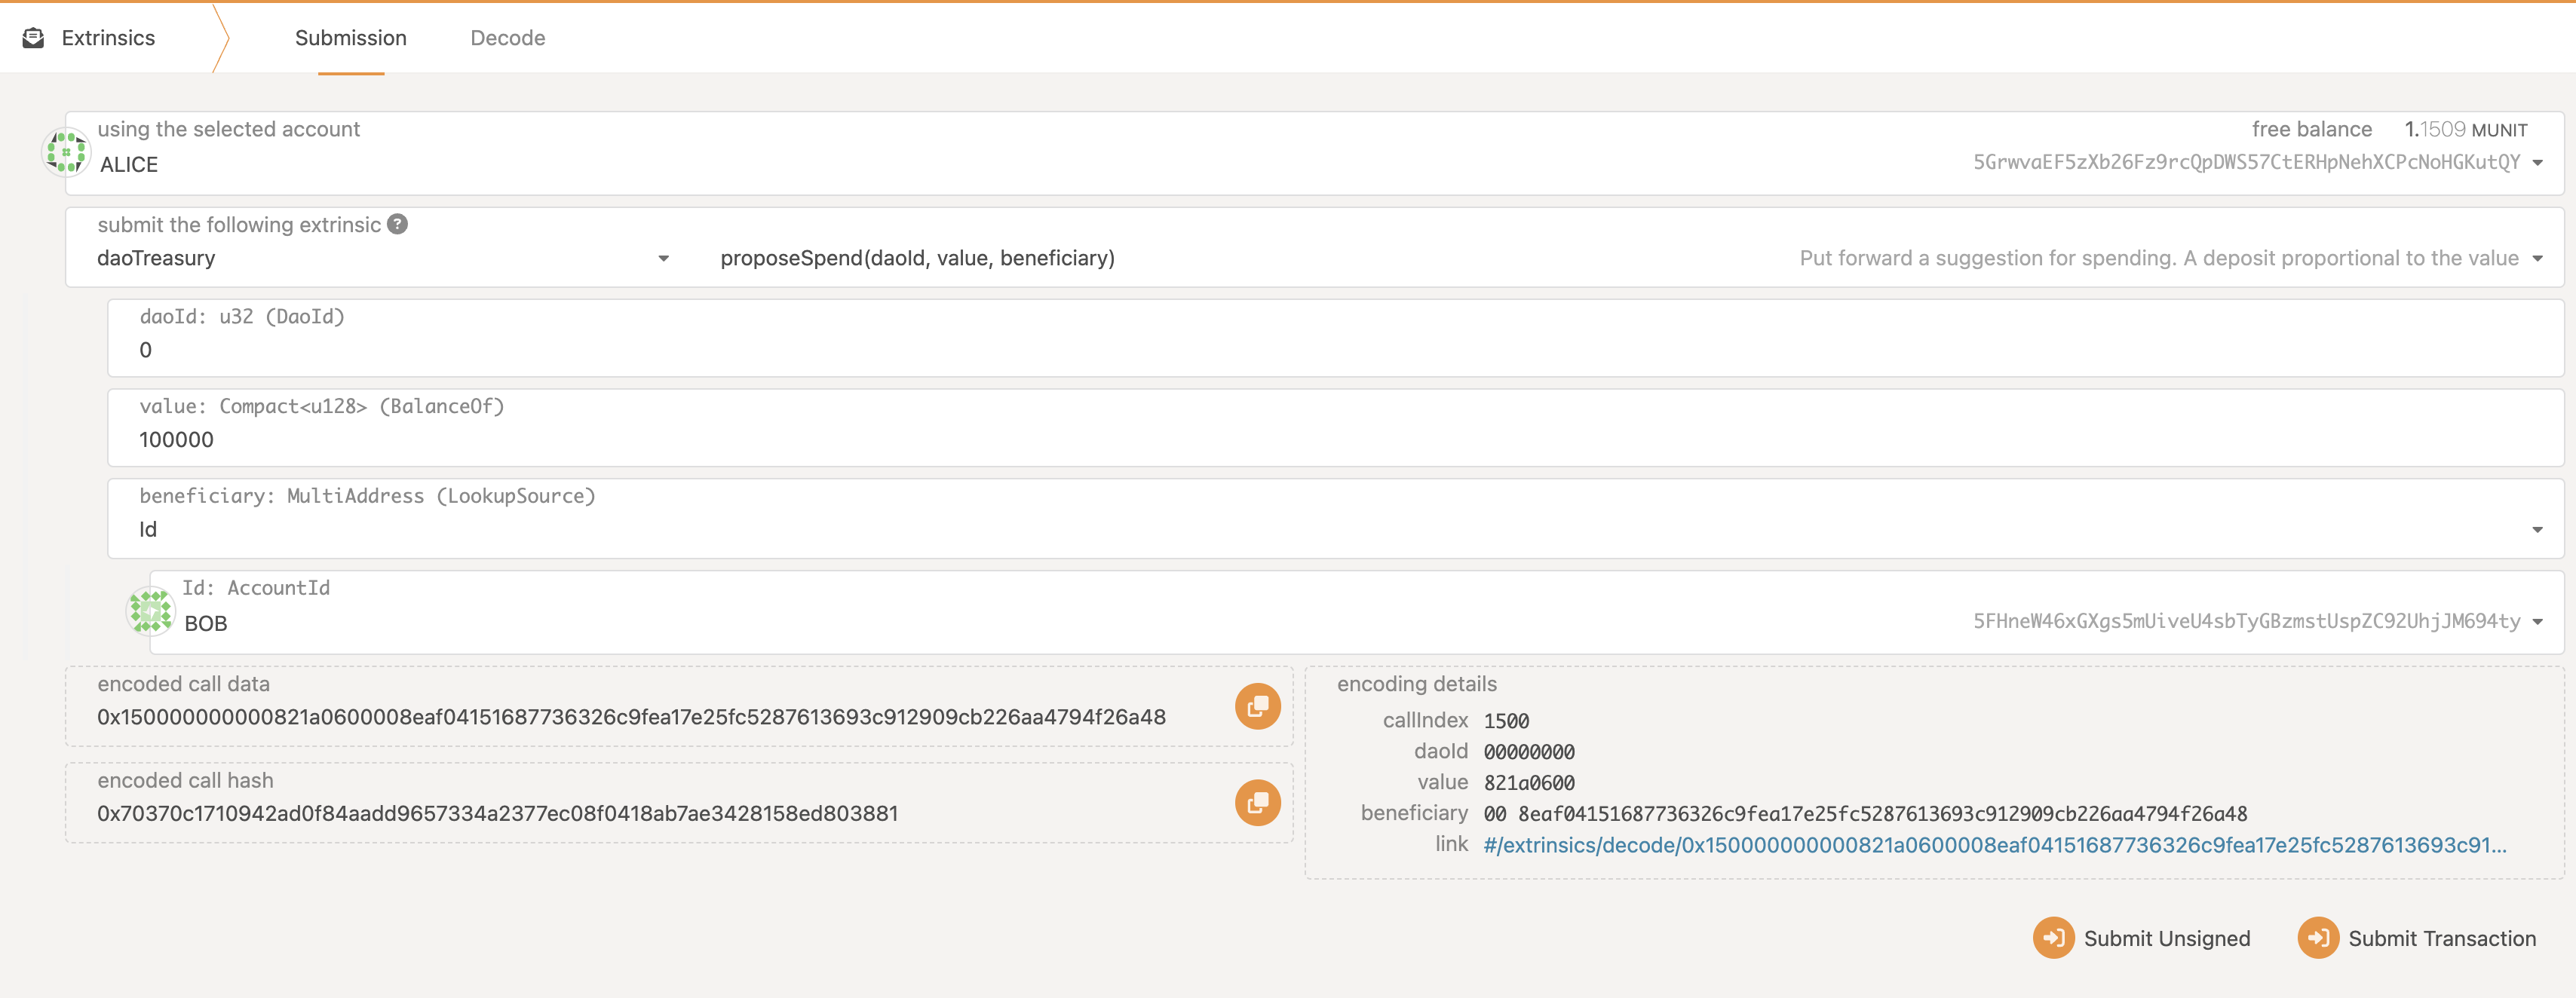 Extrinsics Submission Decode
using the selected account free balance 1.1509 MUNIT
ALICE 5GrwvaEF5zXb26Fz9rcQpDWS57CtERHpNehXCPcNoHGKutQY
submit the following extrinsic ?
daoTreasury proposeSpend(daoId, value, beneficiary) Put forward a suggestion for spending. A deposit proportional to the value
daoId: u32 (DaoId)
0
value: Compact<u128> (BalanceOf)
100000
beneficiary: MultiAddress (LookupSource)
Id
Id: AccountId
BOB 5FHneW46xGXgs5mUiveU4sbTyGBzmstUspZC92UhjJM694ty
encoded call data
0x150000000000821a0600008eaf04151687736326c9fea17e25fc5287613693c912909cb226aa4794f26a48
encoded call hash
0x70370c1710942ad0f84aadd9657334a2377ec08f0418ab7ae3428158ed803881
encoding details
callIndex 1500
daoId 00000000
value 821a0600
beneficiary 00 8eaf04151687736326c9fea17e25fc5287613693c912909cb226aa4794f26a48
link #/extrinsics/decode/0x150000000000821a0600008eaf04151687736326c9fea17e25fc5287613693c91...
Submit Unsigned Submit Transaction